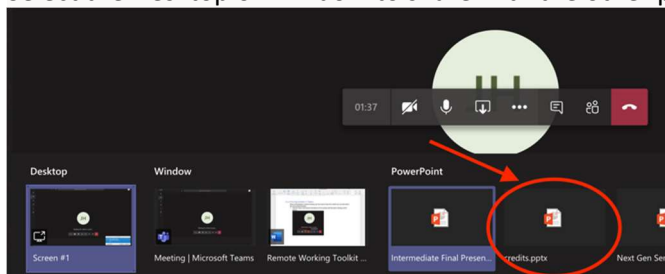 JH
01:37
Desktop
Window
PowerPoint
Screen #1
Meeting | Microsoft Teams
Remote Working Toolkit ...
Intermediate Final Presen...
credits.pptx
Next Gen Ser